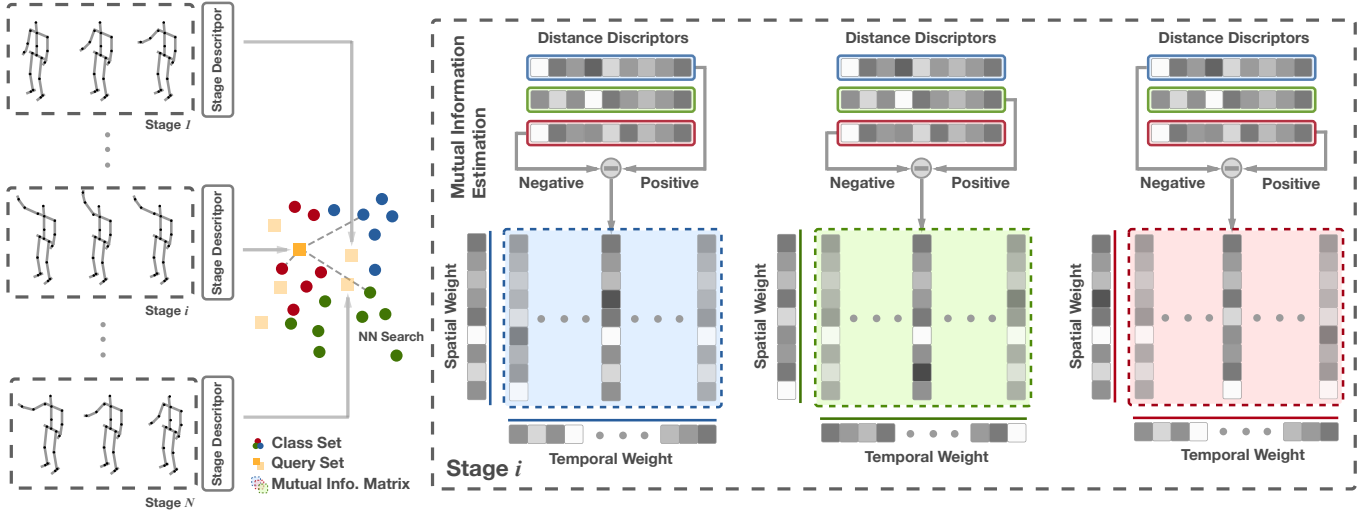 Stage Descritpor
Stage 1
Stage Descritpor
Stage i
NN Search
Stage Descritpor
Stage N
Class Set
Query Set
Mutual Info. Matrix
Mutual Information
Estimation
Distance Discriptors
Negative
Positive
Spatial Weight
Temporal Weight
Distance Discriptors
Negative
Positive
Spatial Weight
Temporal Weight
Distance Discriptors
Negative
Positive
Spatial Weight
Temporal Weight
Stage i